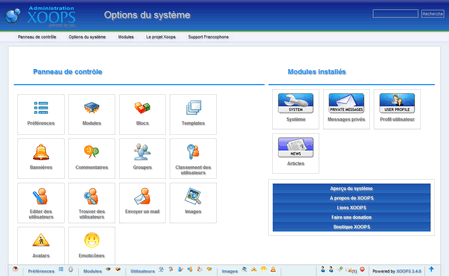 Administration
XOOPS
Options du système
Recherche
Panneau de contrôle
Options du système
Modules
Le projet Xoops
Support Francophone
Panneau de contrôle
Modules installés
Préférences
Modules
Blocs
Templates
Bannières
Commentaires
Groupes
Classement des
utilisateurs
Editer des
utilisateurs
Trouver des
utilisateurs
Envoyer un mail
Images
Avatars
Emoticônes
SYSTEM
Système
PRIVATE MESSAGES
Messages privés
USER PROFILE
Profil utilisateur
NEWS
Articles
Aperçu du système
A propos de XOOPS
Liens XOOPS
Faire une donation
Boutique XOOPS
Préférences
Modules
Utilisateurs
Images
Powered by XOOPS 2.4.0